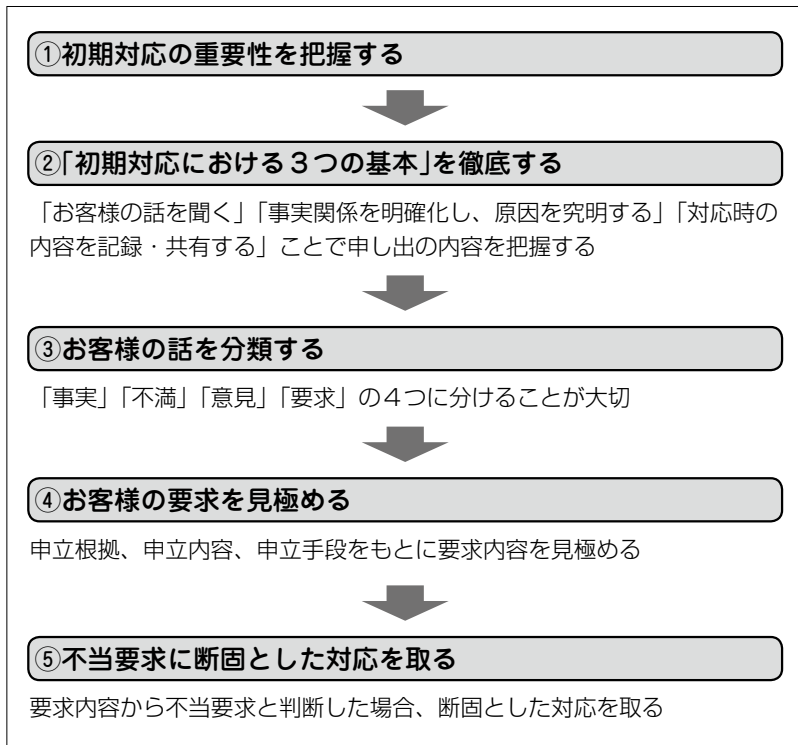 ①初期対応の重要性を把握する
②「初期対応における３つの基本」を徹底する
「お客様の話を聞く」「事実関係を明確化し、原因を究明する」「対応時の
内容を記録・共有する」ことで申し出の内容を把握する
③お客様の話を分類する
「事実」「不満」「意見」「要求」の４つに分けることが大切
④お客様の要求を見極める
申立根拠、申立内容、申立手段をもとに要求内容を見極める
⑤不当要求に断固とした対応を取る
要求内容から不当要求と判断した場合、断固とした対応を取る